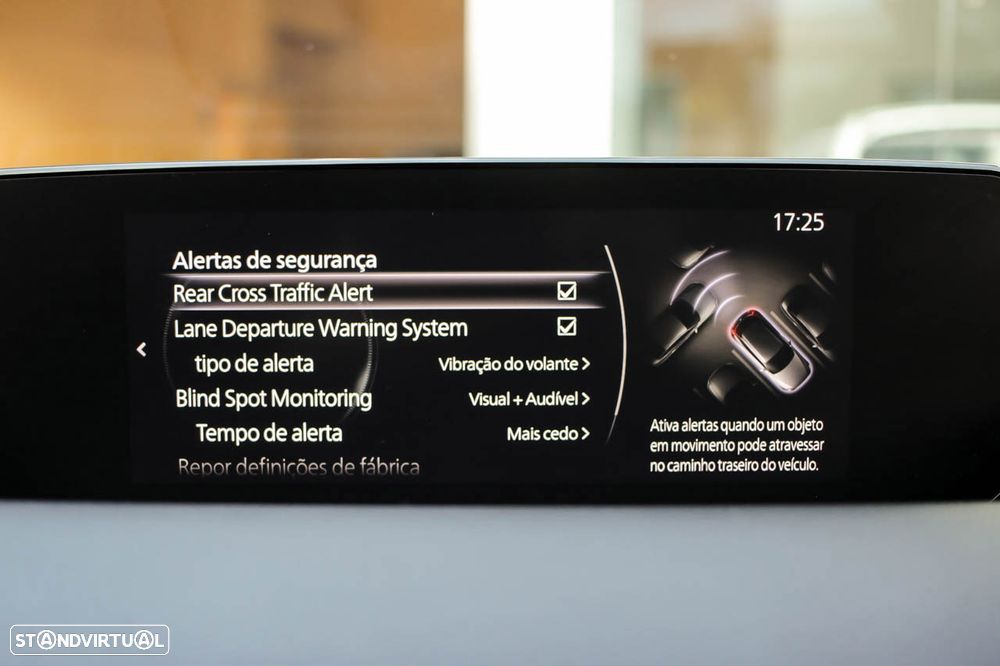 17:25
Alertas de segurança
Rear Cross Traffic Alert
Lane Departure Warning System
tipo de alerta Vibração do volante >
Blind Spot Monitoring Visual + Audível >
Tempo de alerta Mais cedo >
Repor definições de fábrica
Ativa alertas quando um objeto
em movimento pode atravessar
no caminho traseiro do veículo.
STANDVIRTUAL